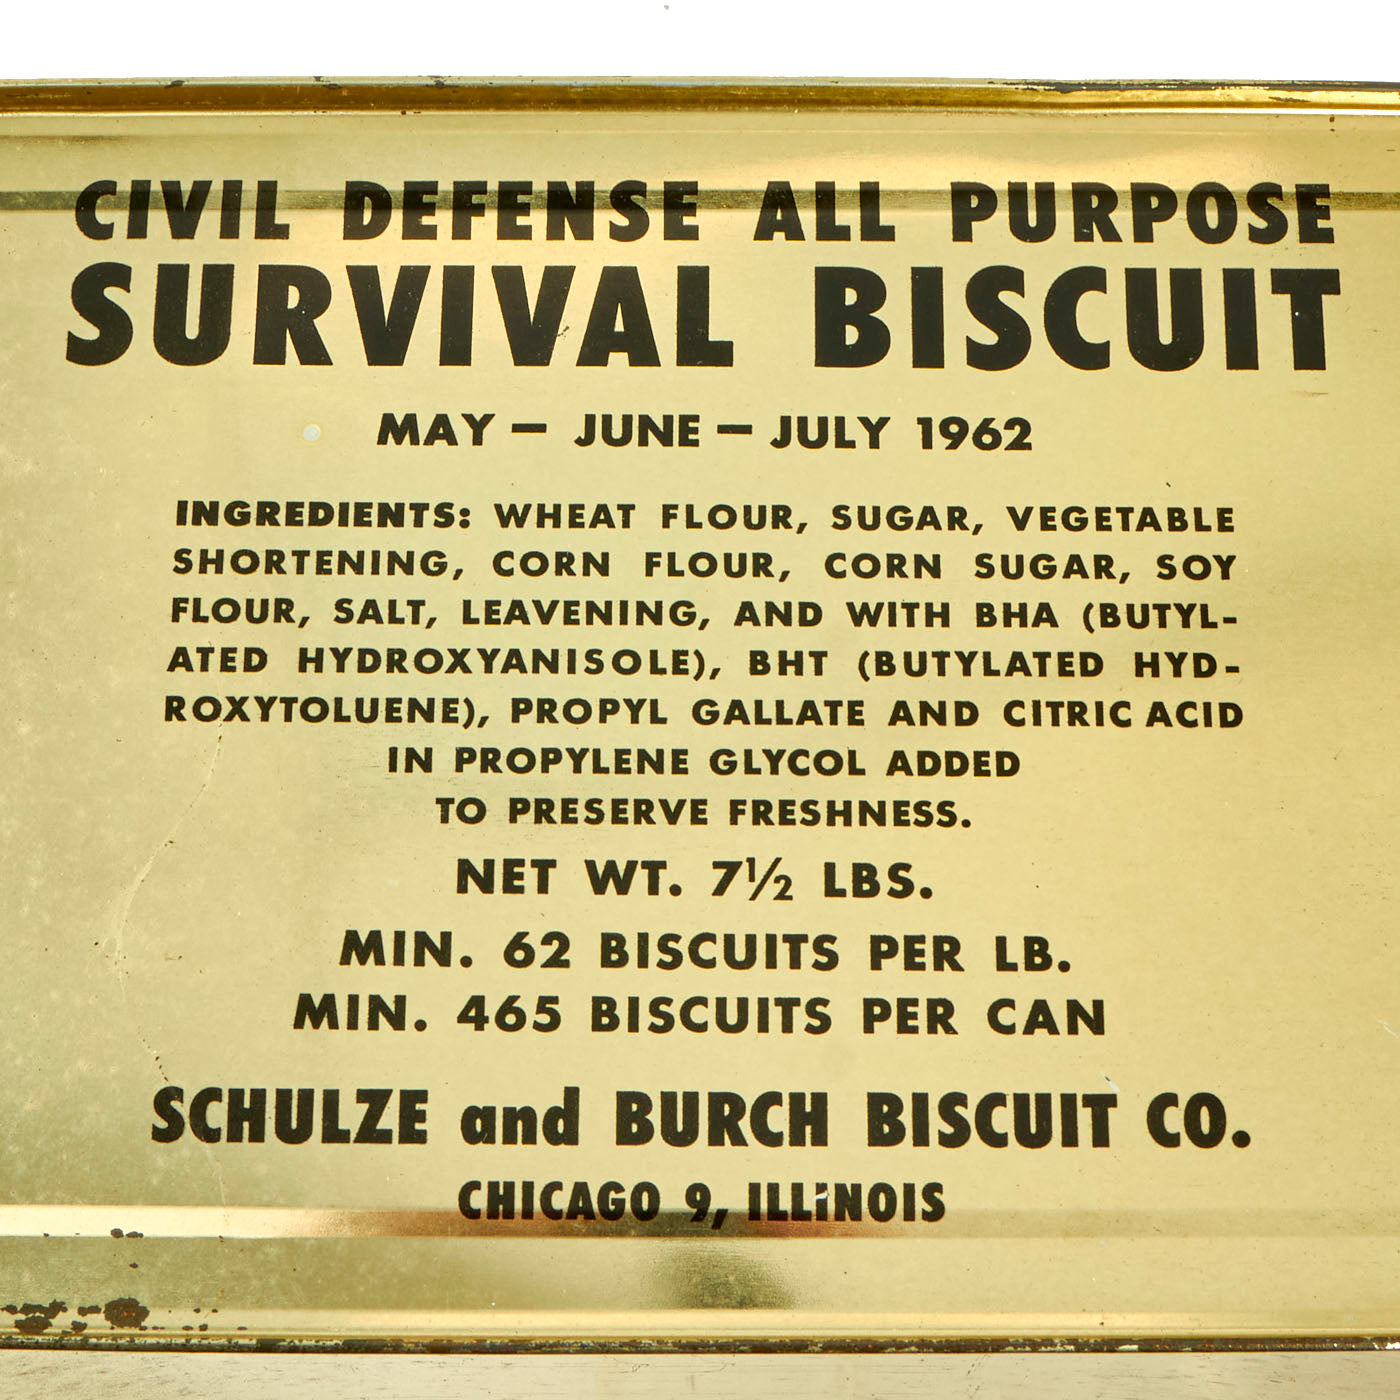 CIVIL DEFENSE ALL PURPOSE
SURVIVAL BISCUIT
MAY – JUNE – JULY 1962
INGREDIENTS: WHEAT FLOUR, SUGAR, VEGETABLE
SHORTENING, CORN FLOUR, CORN SUGAR, SOY
FLOUR, SALT, LEAVENING, AND WITH BHA (BUTYL-
ATED HYDROXYANISOLE), BHT (BUTYLATED HYD-
ROXYTOLUENE), PROPYL GALLATE AND CITRIC ACID
IN PROPYLENE GLYCOL ADDED
TO PRESERVE FRESHNESS.
NET WT. 7½ LBS.
MIN. 62 BISCUITS PER LB.
MIN. 465 BISCUITS PER CAN
SCHULZE and BURCH BISCUIT CO.
CHICAGO 9, ILLINOIS